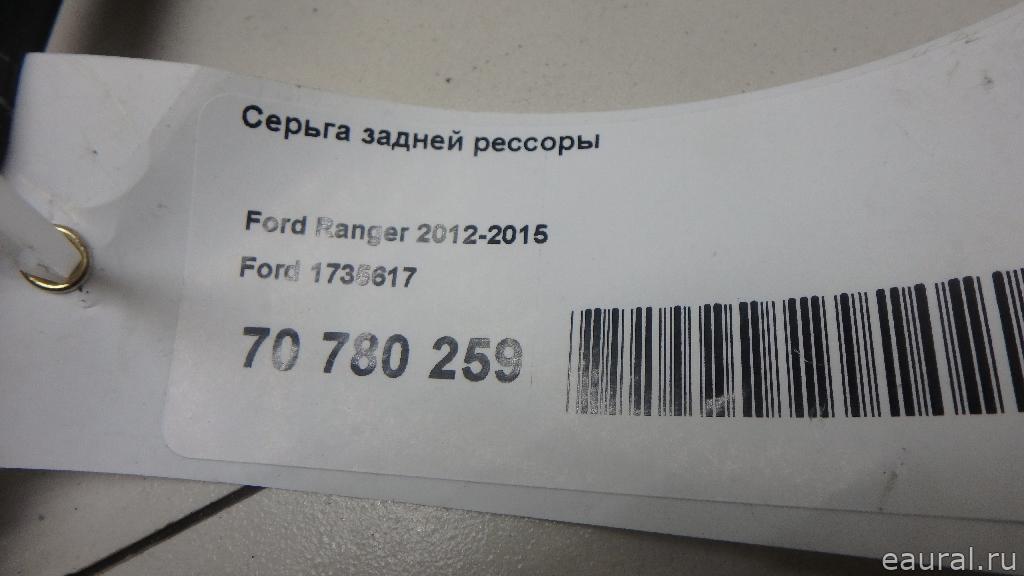 Серьга задней рессоры
Ford Ranger 2012-2015
Ford 1735617
70 780 259
eaural.ru